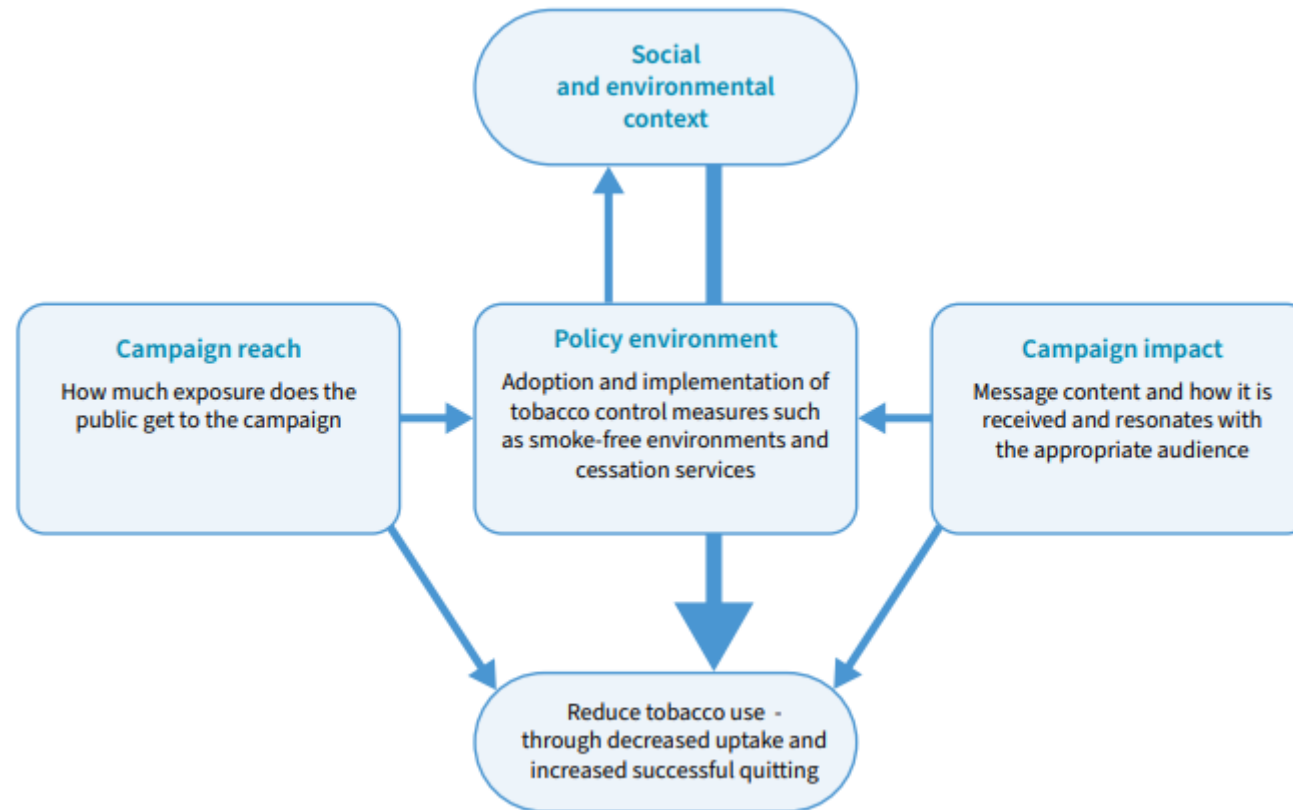 Social
and environmental
context
Campaign reach
How much exposure does the
public get to the campaign
Policy environment
Adoption and implementation of
tobacco control measures such
as smoke-free environments and
cessation services
Campaign impact
Message content and how it is
received and resonates with
the appropriate audience
Reduce tobacco use -
through decreased uptake and
increased successful quitting